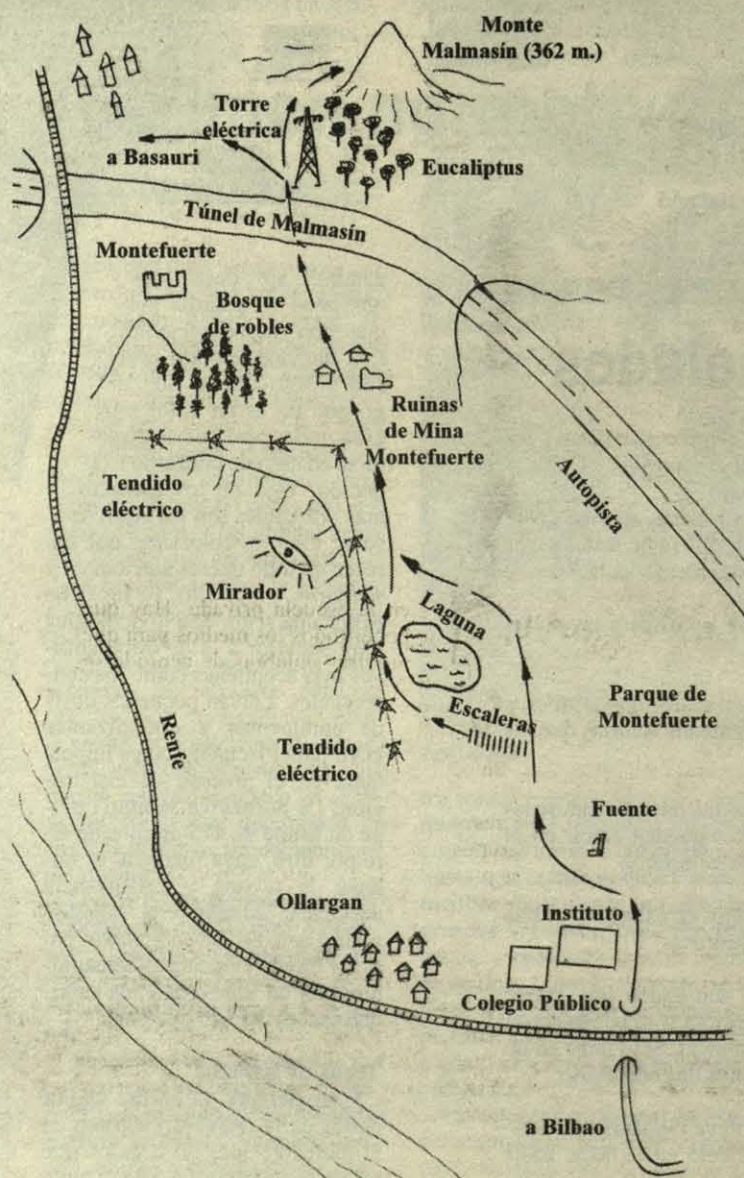 Monte
Malmasín (362 m.)
Torre
eléctrica
a Basauri
Eucaliptus
Túnel de Malmasín
Montefuerte
Bosque
de robles
Ruinas
de Mina
Montefuerte
Tendido
eléctrico
Autopista
Mirador
Laguna
Parque de
Montefuerte
Escaleras
Renfe
Tendido
eléctrico
Fuente
Ollargan
Instituto
Colegio Público
a Bilbao